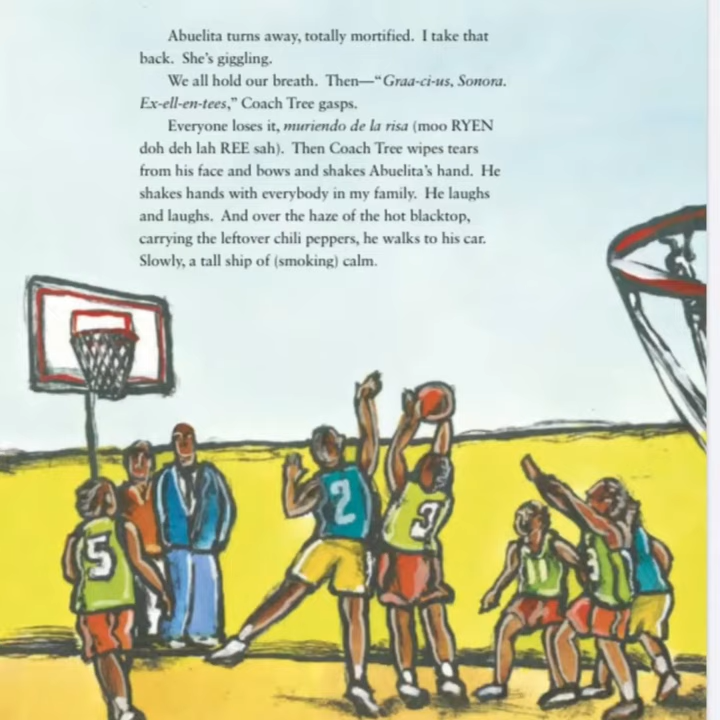 Abuelita turns away, totally mortified. I take that
back. She's giggling.
We all hold our breath. Then—“Graa-ci-us, Sonora.
Ex-ell-en-tees,” Coach Tree gasps.
Everyone loses it, muriendo de la risa (moo RYEN
doh deh lah REE sah). Then Coach Tree wipes tears
from his face and bows and shakes Abuelita's hand. He
shakes hands with everybody in my family. He laughs
and laughs. And over the haze of the hot blacktop,
carrying the leftover chili peppers, he walks to his car.
Slowly, a tall ship of (smoking) calm.
5
2
3
11